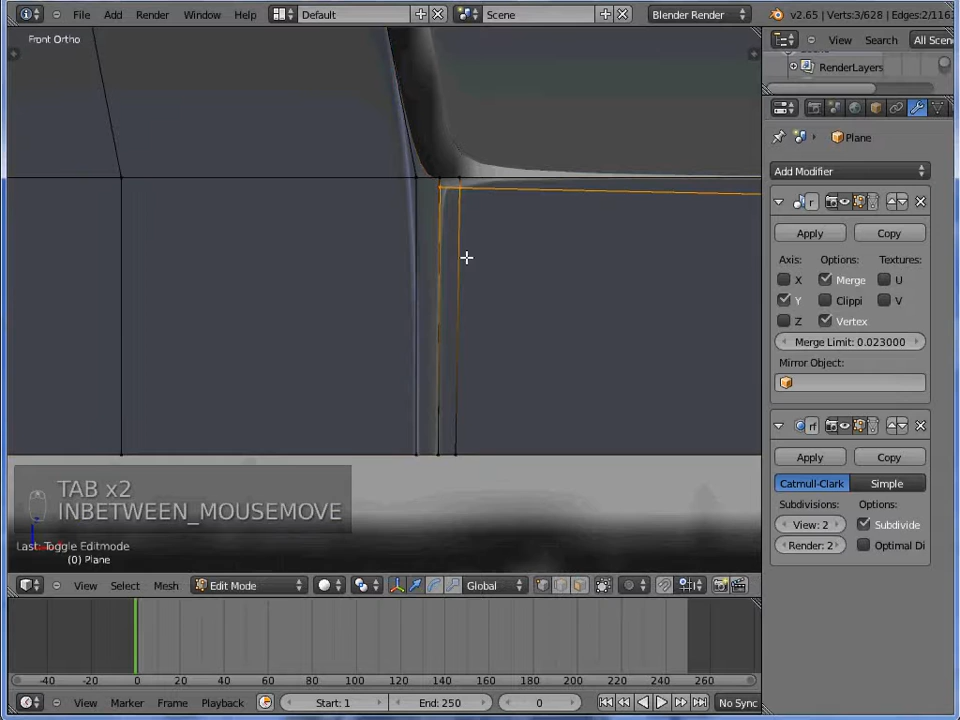 File Add Render Window Help Default Scene Blender Render v2.65 | Verts:3/628 | Edges:2/116
Front Ortho
View Search All Scen
RenderLayers
Plane
Add Modifier
r
Apply Copy
Axis: Options: Textures:
X Merge U
Y Clippi V
Z Vertex
Merge Limit: 0.023000
Mirror Object:
rf
Apply Copy
Catmull-Clark Simple
Subdivisions: Options:
View: 2 Subdivide
Render: 2 Optimal Di
TAB x2
INBETWEEN_MOUSEMOVE
Last: Toggle Editmode
(0) Plane
View Select Mesh Edit Mode Global
-40 -20 0 20 40 60 80 100 120 140 160 180 200 220 240 260
View Marker Frame Playback Start: 1 End: 250 0 No Sync